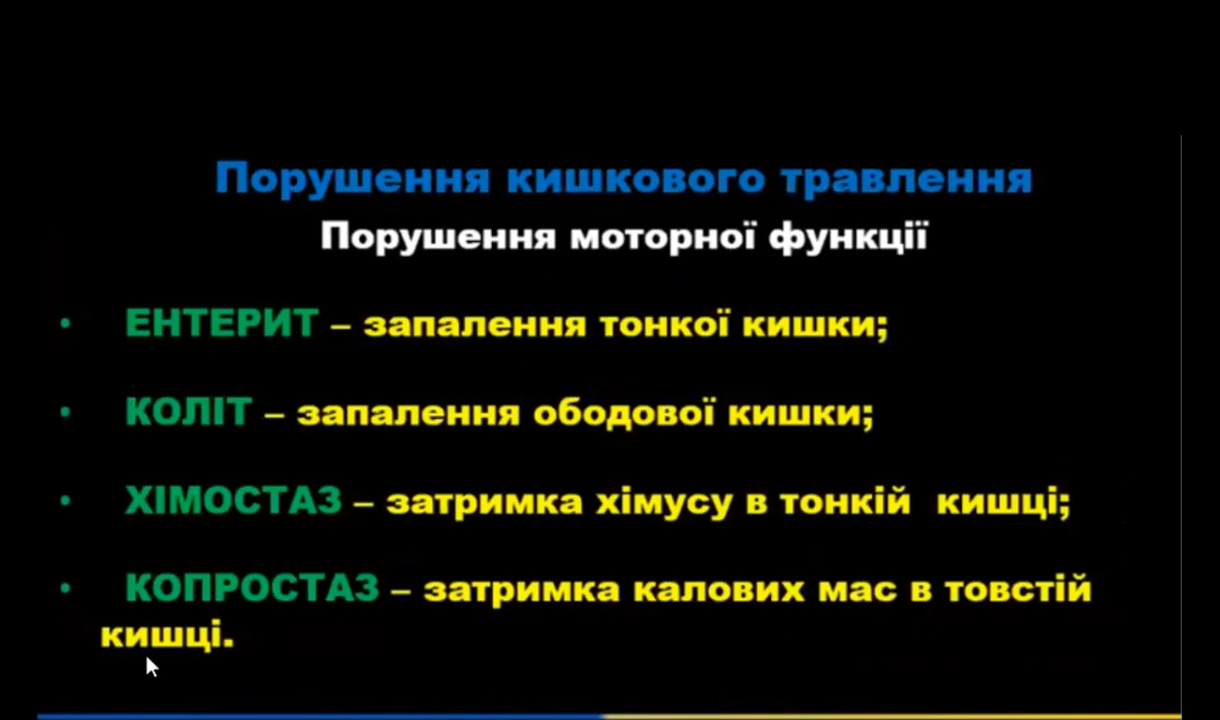 Порушення кишкового травлення
Порушення моторної функції
• ЕНТЕРИТ – запалення тонкої кишки;
• КОЛІТ – запалення ободової кишки;
• ХІМОСТАЗ – затримка хімусу в тонкій кишці;
• КОПРОСТАЗ – затримка калових мас в товстій
кишці.